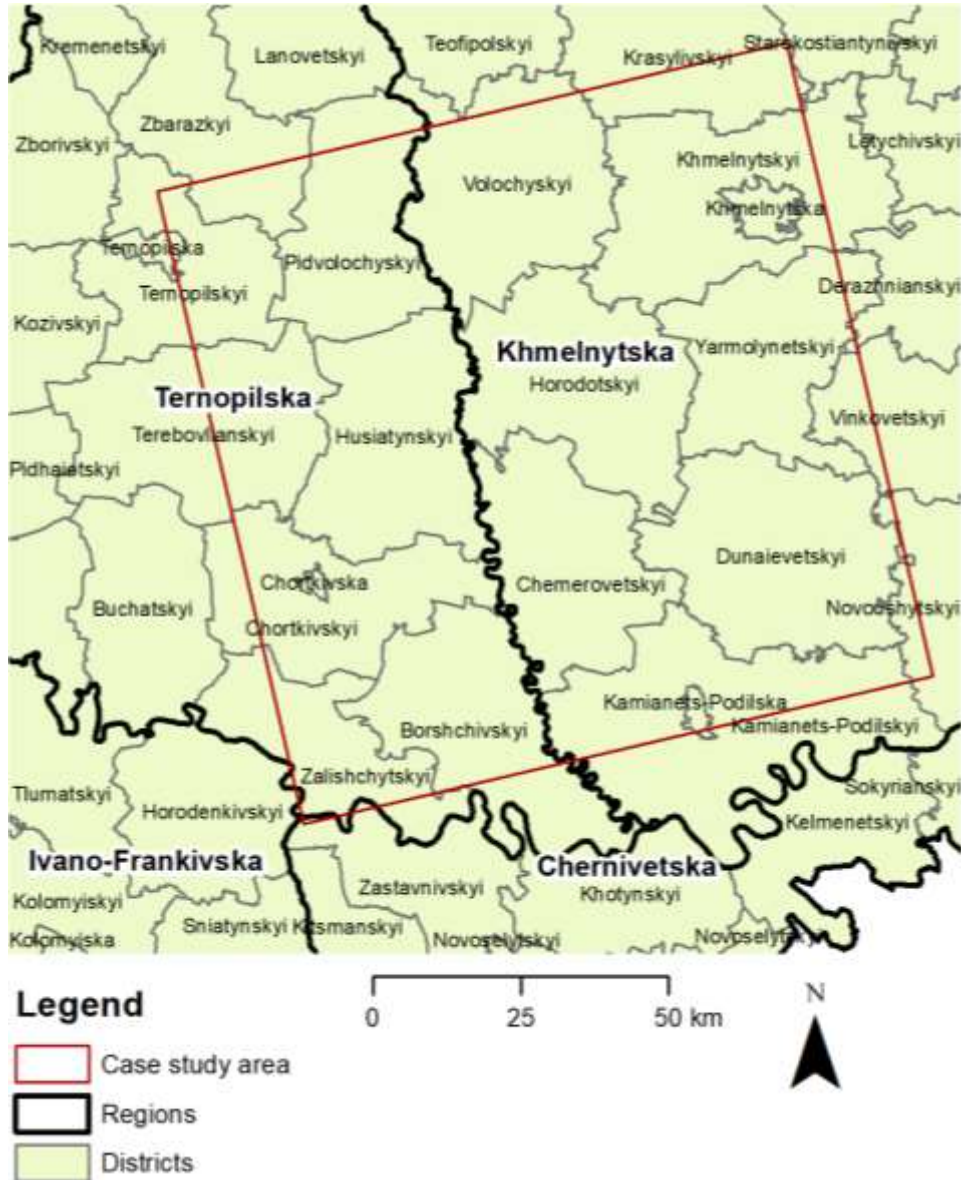 Kremenetskyi
Lanovetskyi
Teofipolskyi
Krasylivskyi
Starokostiantynivskyi
Zbarazkyi
Zborivskyi
Volochyskyi
Khmelnytskyi
Letychivskyi
Khmelnytska
Ternopilska
Ternopilskyi
Pidvolochyskyi
Derazhnianskyi
Kozivskyi
Khmelnytska
Yarmolynetskyi
Ternopilska
Horodotskyi
Terebovlianskyi
Husiatynskyi
Vinkovetskyi
Pidhaietskyi
Dunaievetskyi
Chortkivska
Chemerovetskyi
Buchatskyi
Novoushytskyi
Chortkivskyi
Kamianets-Podilska
Borshchivskyi
Kamianets-Podilskyi
Zalishchytskyi
Tlumatskyi
Horodenkivskyi
Sokyrianskyi
Kelmenetskyi
Ivano-Frankivska
Chernivetska
Zastavnivskyi
Khotynskyi
Kolomyiskyi
Sniatynskyi
Kitsmanskyi
Kolomyiska
Novoselytskyi
Novoselytskyi
Legend
0
25
50 km
N
Case study area
Regions
Districts